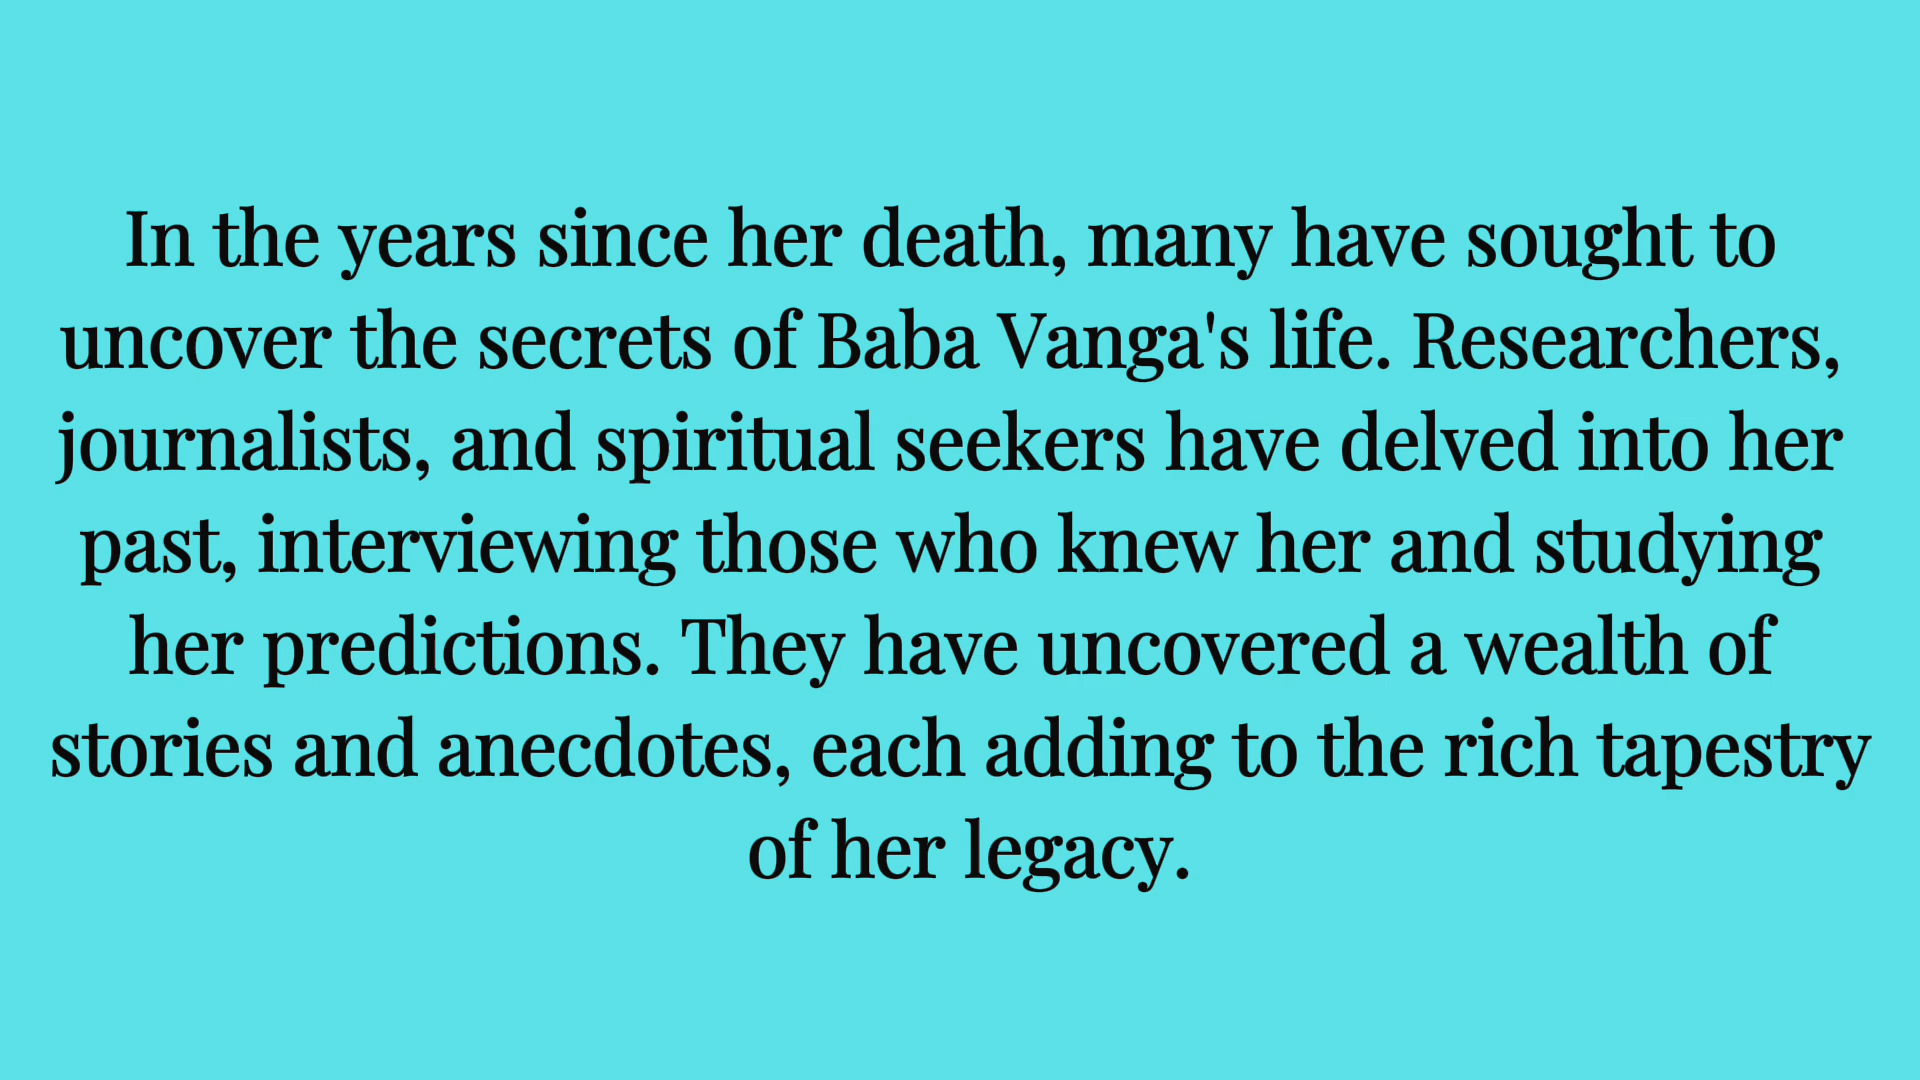 In the years since her death, many have sought to
uncover the secrets of Baba Vanga's life. Researchers,
journalists, and spiritual seekers have delved into her
past, interviewing those who knew her and studying
her predictions. They have uncovered a wealth of
stories and anecdotes, each adding to the rich tapestry
of her legacy.